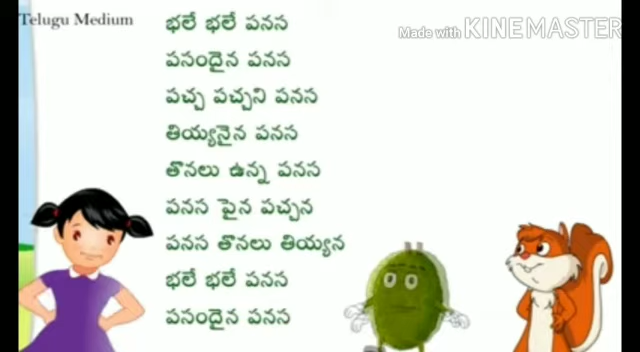 Telugu Medium
Made with KINEMASTER
భలే భలే పనస
పసందైన పనస
పచ్చ పచ్చని పనస
తియ్యనైన పనస
తొనలు ఉన్న పనస
పనస పైన పచ్చన
పనస తొనలు తియ్యన
భలే భలే పనస
పసందైన పనస